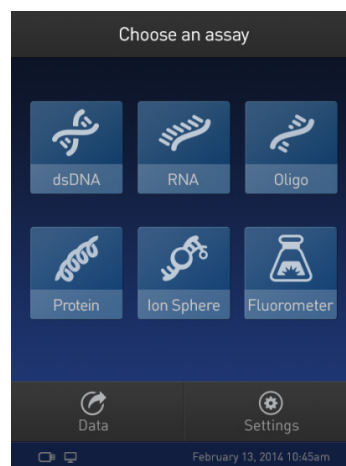 Choose an assay
dsDNA
RNA
Oligo
Protein
Ion Sphere
Fluorometer
Data
Settings
February 13, 2014 10:45am